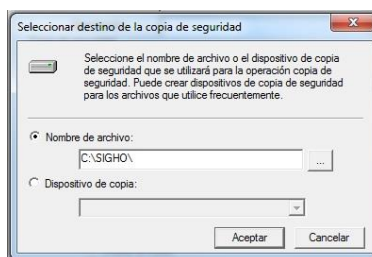 Seleccionar destino de la copia de seguridad
Seleccione el nombre de archivo o el dispositivo de copia
de seguridad que se utilizará para la operación copia de
seguridad. Puede crear dispositivos de copia de seguridad
para los archivos que utilice frecuentemente.
Nombre de archivo:
C:\SIGHO\
...
Dispositivo de copia:
Aceptar Cancelar